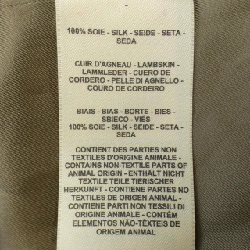 100% SOIE - SILK - SEIDE - SETA -
SEDA
CUIR D'AGNEAU - LAMBSKIN -
LAMMLEDER - CUERO DE
CORDERO - PELLE DI AGNELLO -
COURO DE CORDEIRO
BIAIS - BIAS - BORTE - BIES -
SBIECO - VIÉS
100% SOIE - SILK - SEIDE - SETA -
SEDA
CONTIENT DES PARTIES NON
TEXTILES D'ORIGINE ANIMALE -
CONTAINS NON-TEXTILE PARTS OF
ANIMAL ORIGIN - ENTHÄLT NICHT
TEXTILE TEILE TIERISCHER
HERKUNFT - CONTIENE PARTES NO
TEXTILES DE ORIGEN ANIMAL -
CONTIENE PARTI NON TESSILI DI
ORIGINE ANIMALE - CONTÉM
ELEMENTOS NÃO-TÊXTEIS DE
ORIGEM ANIMAL